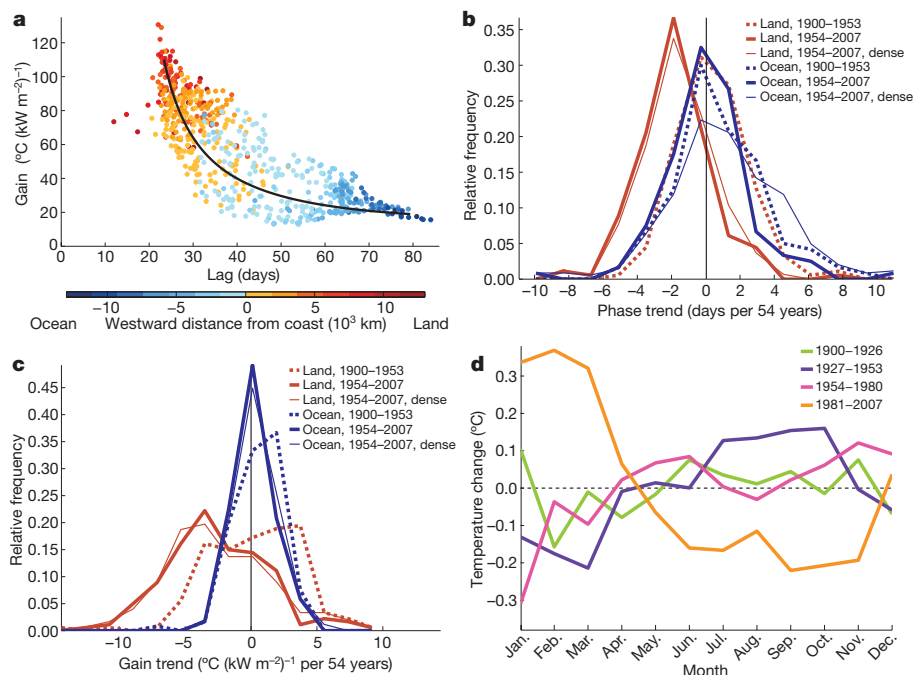 a
Gain (ºC (kW m⁻²)⁻¹)
120
100
80
60
40
20
0
0 10 20 30 40 50 60 70 80
Lag (days)
−10 −5 0 5 10
Ocean Westward distance from coast (10³ km) Land
b
Relative frequency
0.35
0.30
0.25
0.20
0.15
0.10
0.05
0.00
Land, 1900–1953
Land, 1954–2007
Land, 1954–2007, dense
Ocean, 1900–1953
Ocean, 1954–2007
Ocean, 1954–2007, dense
−10 −8 −6 −4 −2 0 2 4 6 8 10
Phase trend (days per 54 years)
c
Relative frequency
0.45
0.40
0.35
0.30
0.25
0.20
0.15
0.10
0.05
0.00
Land, 1900–1953
Land, 1954–2007
Land, 1954–2007, dense
Ocean, 1900–1953
Ocean, 1954–2007
Ocean, 1954–2007, dense
−10 −5 0 5 10
Gain trend (ºC (kW m⁻²)⁻¹ per 54 years)
d
Temperature change (ºC)
0.3
0.2
0.1
0.0
−0.1
−0.2
−0.3
1900–1926
1927–1953
1954–1980
1981–2007
Jan. Feb. Mar. Apr. May. Jun. Jul. Aug. Sep. Oct. Nov. Dec.
Month